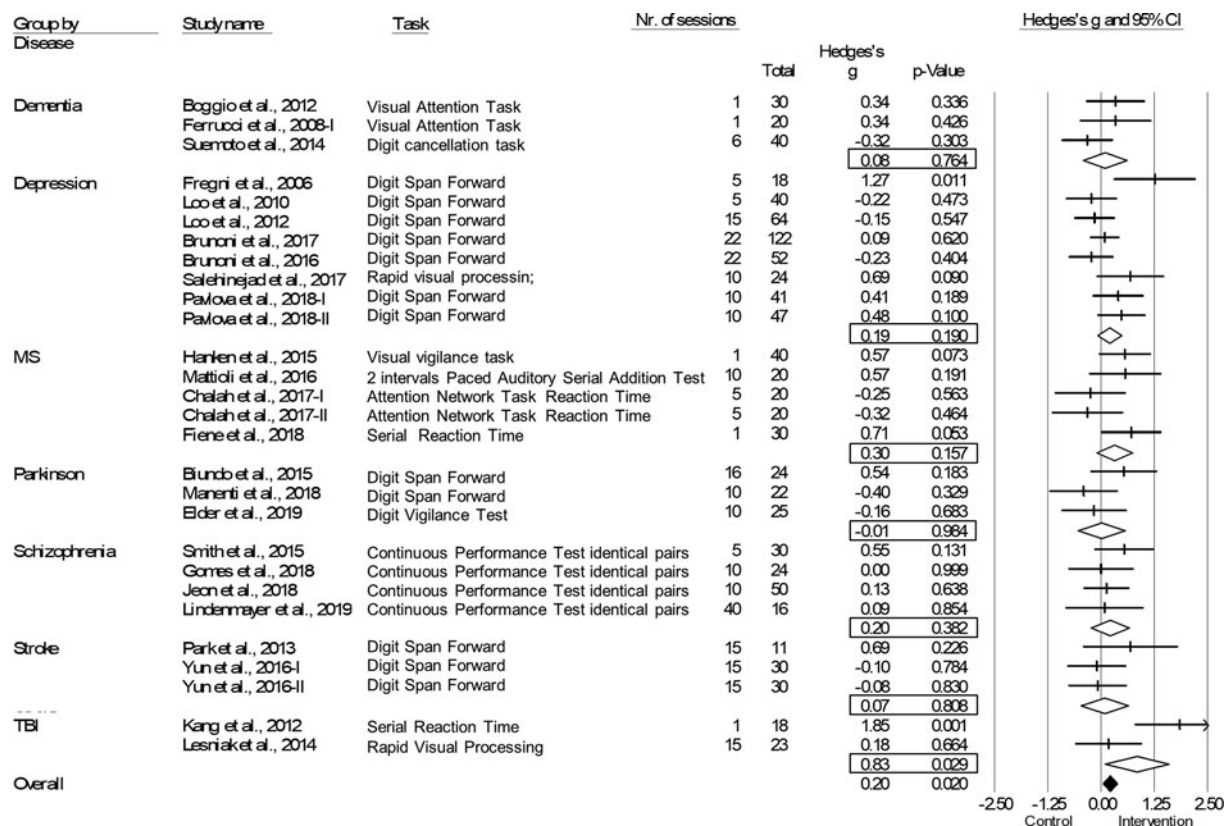 Group by Study name Task Nr. of sessions Hedges's g and 95% CI
Disease
Hedges's
Total g p-Value
Dementia Boggio et al., 2012 Visual Attention Task 1 30 0.34 0.336
Ferrucci et al., 2008-I Visual Attention Task 1 20 0.34 0.426
Suemoto et al., 2014 Digit cancellation task 6 40 -0.32 0.303
0.08 0.764
Depression Fregni et al., 2006 Digit Span Forward 5 18 1.27 0.011
Loo et al., 2010 Digit Span Forward 5 40 -0.22 0.473
Loo et al., 2012 Digit Span Forward 15 64 -0.15 0.547
Brunoni et al., 2017 Digit Span Forward 22 122 0.09 0.620
Brunoni et al., 2016 Digit Span Forward 22 52 -0.23 0.404
Salehinejad et al., 2017 Rapid visual processin; 10 24 0.69 0.090
Pavlova et al., 2018-I Digit Span Forward 10 41 0.41 0.189
Pavlova et al., 2018-II Digit Span Forward 10 47 0.48 0.100
0.19 0.190
MS Hanken et al., 2015 Visual vigilance task 1 40 0.57 0.073
Mattioli et al., 2016 2 intervals Paced Auditory Serial Addition Test 10 20 0.57 0.191
Chalah et al., 2017-I Attention Network Task Reaction Time 5 20 -0.25 0.563
Chalah et al., 2017-II Attention Network Task Reaction Time 5 20 -0.32 0.464
Fiene et al., 2018 Serial Reaction Time 1 30 0.71 0.053
0.30 0.157
Parkinson Biundo et al., 2015 Digit Span Forward 16 24 0.54 0.183
Manenti et al., 2018 Digit Span Forward 10 22 -0.40 0.329
Elder et al., 2019 Digit Vigilance Test 10 25 -0.16 0.683
-0.01 0.984
Schizophrenia Smith et al., 2015 Continuous Performance Test identical pairs 5 30 0.55 0.131
Gomes et al., 2018 Continuous Performance Test identical pairs 10 24 0.00 0.999
Jeon et al., 2018 Continuous Performance Test identical pairs 10 50 0.13 0.638
Lindenmayer et al., 2019 Continuous Performance Test identical pairs 40 16 0.09 0.854
0.20 0.382
Stroke Park et al., 2013 Digit Span Forward 15 11 0.69 0.226
Yun et al., 2016-I Digit Span Forward 15 30 -0.10 0.784
Yun et al., 2016-II Digit Span Forward 15 30 -0.08 0.830
0.07 0.808
TBI Kang et al., 2012 Serial Reaction Time 1 18 1.85 0.001
Lesniak et al., 2014 Rapid Visual Processing 15 23 0.18 0.664
0.83 0.029
Overall 0.20 0.020
-2.50 -1.25 0.00 1.25 2.50
Control Intervention